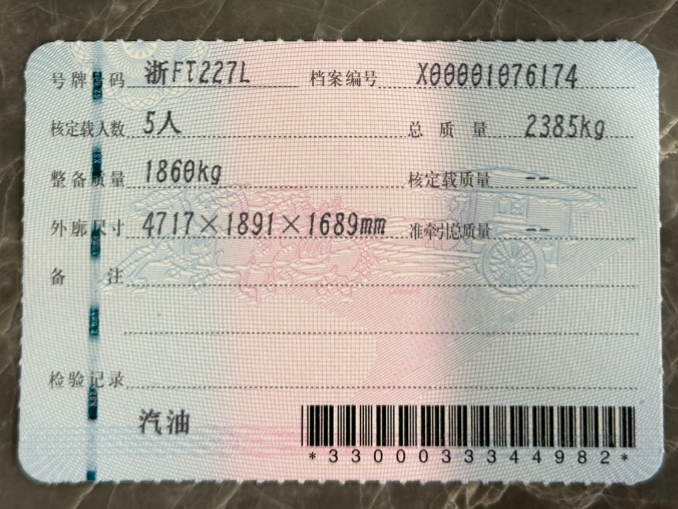 号牌号码 浙FT227L 档案编号 X00001076174
核定载人数 5人 总质量 2385kg
整备质量 1860kg 核定载质量 --
外廓尺寸 4717×1891×1689mm 准牵引总质量 --
备注
检验记录
汽油
*3300033344982*